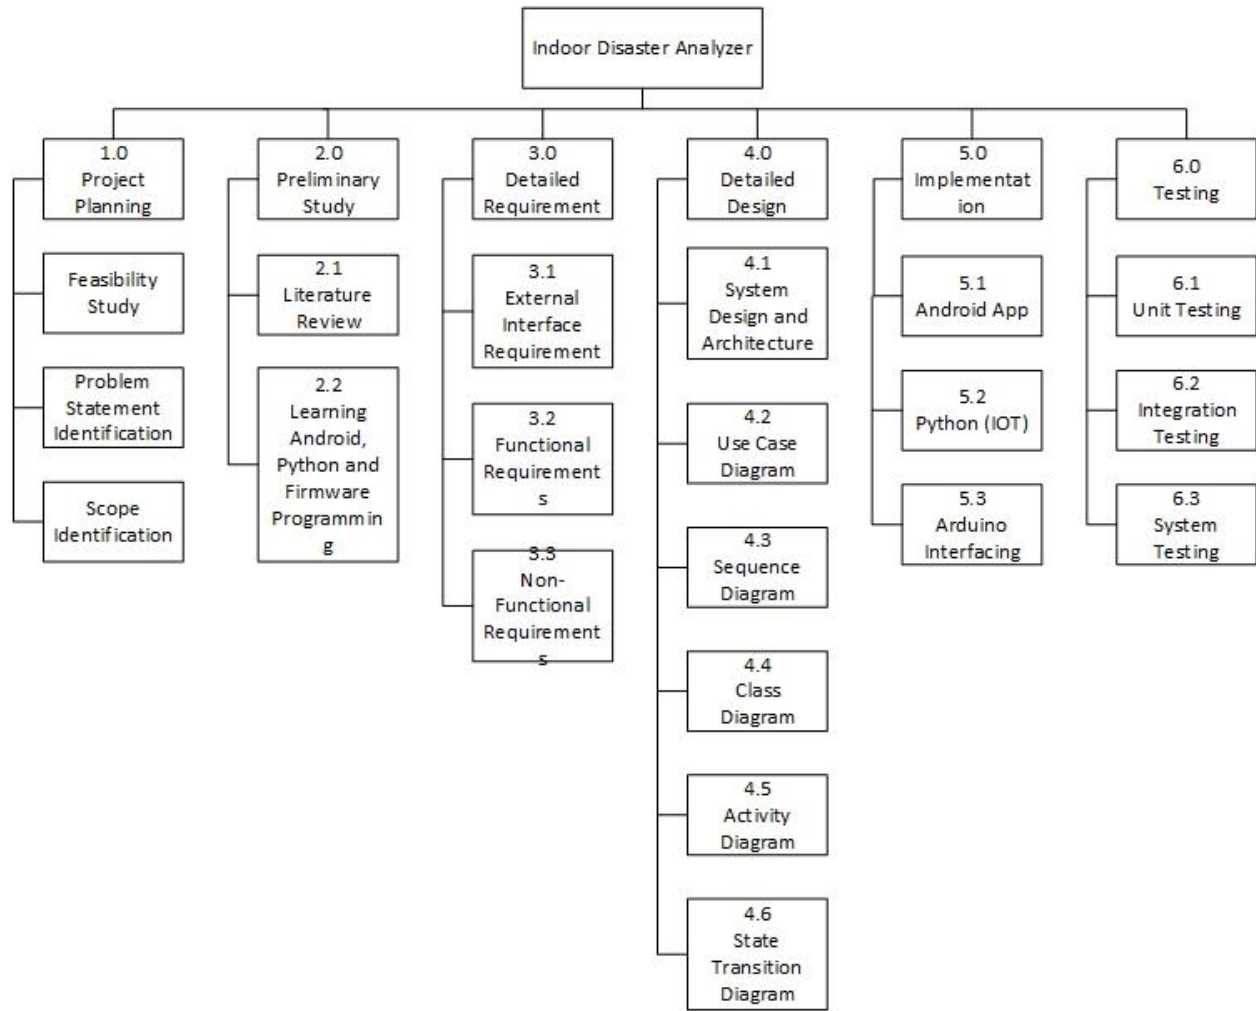 Indoor Disaster Analyzer
1.0
Project
Planning
Feasibility
Study
Problem
Statement
Identification
Scope
Identification
2.0
Preliminary
Study
2.1
Literature
Review
2.2
Learning
Android,
Python and
Firmware
Programmin
g
3.0
Detailed
Requirement
3.1
External
Interface
Requirement
3.2
Functional
Requirement
s
3.3
Non-
Functional
Requirement
s
4.0
Detailed
Design
4.1
System
Design and
Architecture
4.2
Use Case
Diagram
4.3
Sequence
Diagram
4.4
Class
Diagram
4.5
Activity
Diagram
4.6
State
Transition
Diagram
5.0
Implementat
ion
5.1
Android App
5.2
Python (IOT)
5.3
Arduino
Interfacing
6.0
Testing
6.1
Unit Testing
6.2
Integration
Testing
6.3
System
Testing